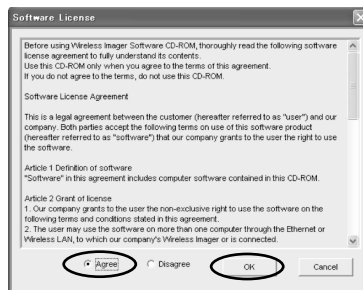 Software License
Before using Wireless Imager Software CD-ROM, thoroughly read the following software
license agreement to fully understand its contents.
Use this CD-ROM only when you agree to the terms of this agreement.
If you do not agree to the terms, do not use this CD-ROM.
Software License Agreement
This is a legal agreement between the customer (hereafter referred to as "user") and our
company. Both parties accept the following terms on use of this software product
(hereafter referred to as "software") that our company grants to the user the right to use
the software.
Article 1 Definition of software
"Software" in this agreement includes computer software contained in this CD-ROM.
Article 2 Grant of license
1. Our company grants to the user the non-exclusive right to use the software on the
following terms and conditions stated in this agreement.
2. The user may use the software on more than one computer through the Ethernet or
Wireless LAN, to which our company's Wireless Imager or is connected.
Agree Disagree OK Cancel